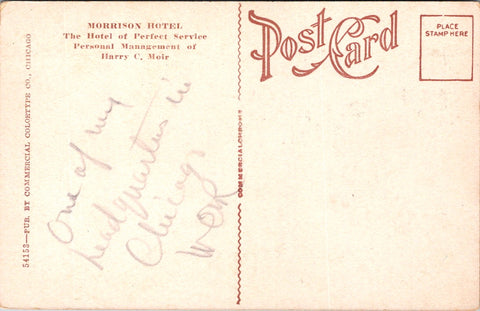 MORRISON HOTEL
The Hotel of Perfect Service
Personal Management of
Harry C. Moir
Post Card
PLACE
STAMP HERE
One of my
headquarters in
Chicago
54153—PUB. BY COMMERCIAL COLORTYPE CO., CHICAGO
COMMERCIALCHROME